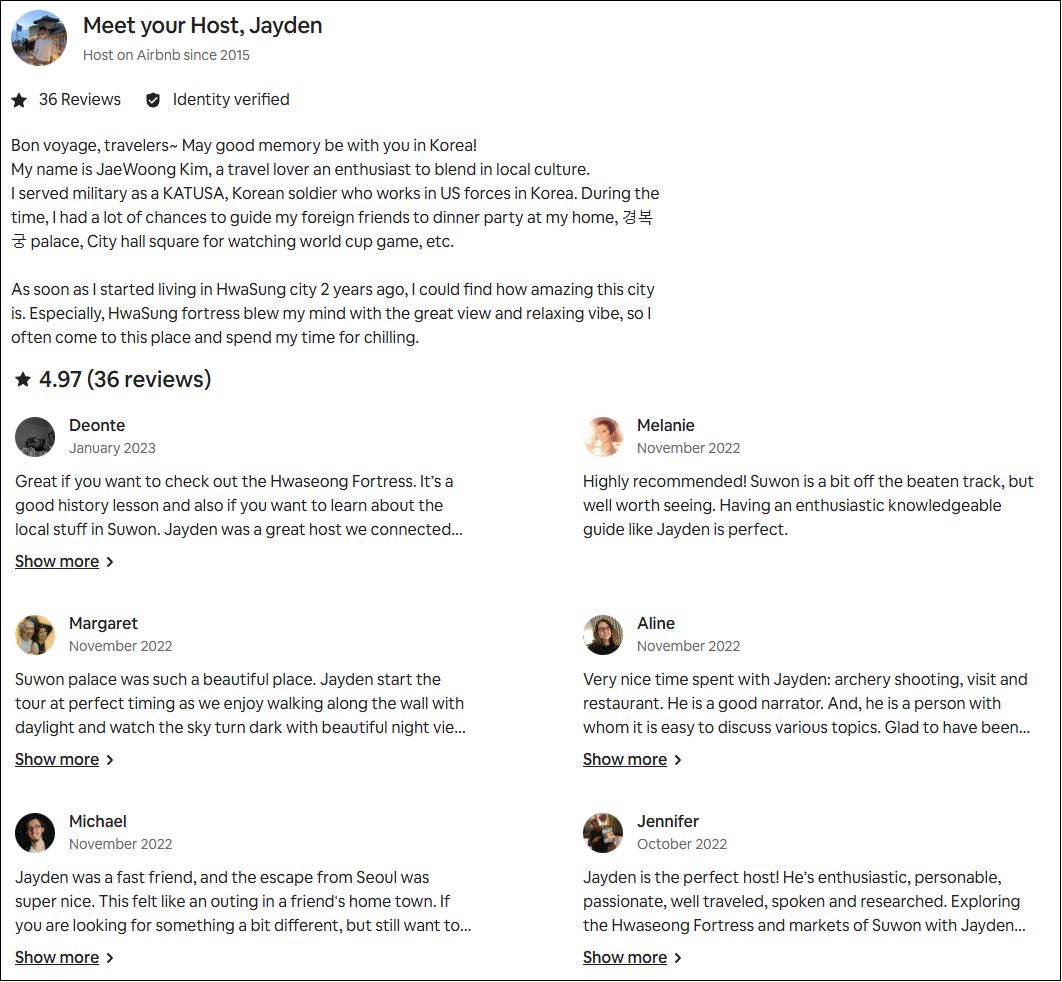 Meet your Host, Jayden
Host on Airbnb since 2015
36 Reviews Identity verified
Bon voyage, travelers~ May good memory be with you in Korea!
My name is JaeWoong Kim, a travel lover an enthusiast to blend in local culture.
I served military as a KATUSA, Korean soldier who works in US forces in Korea. During the
time, I had a lot of chances to guide my foreign friends to dinner party at my home, 경복
궁 palace, City hall square for watching world cup game, etc.
As soon as I started living in HwaSung city 2 years ago, I could find how amazing this city
is. Especially, HwaSung fortress blew my mind with the great view and relaxing vibe, so I
often come to this place and spend my time for chilling.
4.97 (36 reviews)
Deonte
January 2023
Great if you want to check out the Hwaseong Fortress. It’s a
good history lesson and also if you want to learn about the
local stuff in Suwon. Jayden was a great host we connected...
Show more
Melanie
November 2022
Highly recommended! Suwon is a bit off the beaten track, but
well worth seeing. Having an enthusiastic knowledgeable
guide like Jayden is perfect.
Margaret
November 2022
Suwon palace was such a beautiful place. Jayden start the
tour at perfect timing as we enjoy walking along the wall with
daylight and watch the sky turn dark with beautiful night vie...
Show more
Aline
November 2022
Very nice time spent with Jayden: archery shooting, visit and
restaurant. He is a good narrator. And, he is a person with
whom it is easy to discuss various topics. Glad to have been...
Show more
Michael
November 2022
Jayden was a fast friend, and the escape from Seoul was
super nice. This felt like an outing in a friend's home town. If
you are looking for something a bit different, but still want to...
Show more
Jennifer
October 2022
Jayden is the perfect host! He’s enthusiastic, personable,
passionate, well traveled, spoken and researched. Exploring
the Hwaseong Fortress and markets of Suwon with Jayden...
Show more